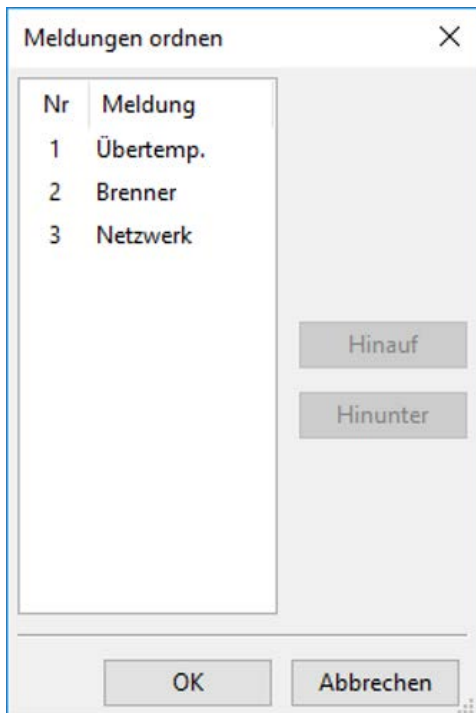 Meldungen ordnen
Nr Meldung
1 Übertemp.
2 Brenner
3 Netzwerk
Hinauf
Hinunter
OK Abbrechen